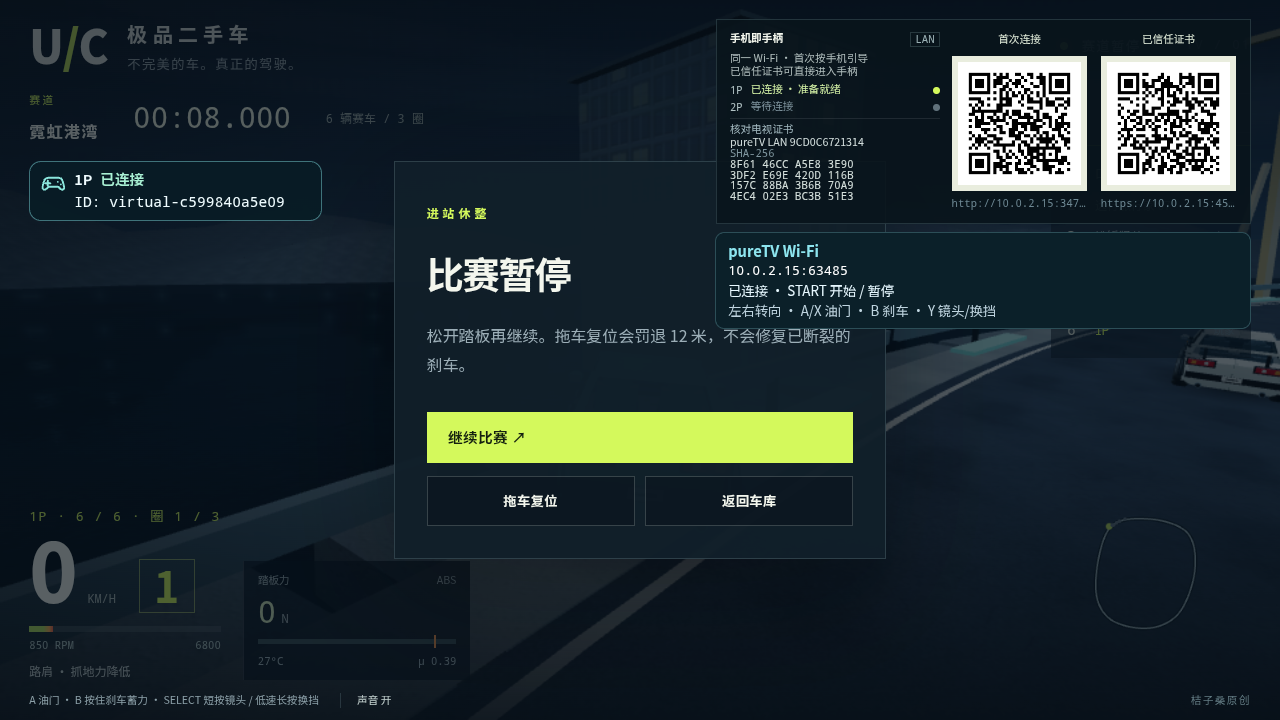 U/C
极品二手车
不完美的车。真正的驾驶。
赛道
霓虹港湾
00:08.000
6 辆赛车 / 3 圈
1P 已连接
ID: virtual-c599840a5e09
手机即手柄
LAN
同一 Wi-Fi · 首次按手机引导
已信任证书可直接进入手柄
1P 已连接 · 准备就绪
2P 等待连接
核对电视证书
pureTV LAN 9CD0C6721314
SHA-256
8F61 46CC A5E8 3E90
3DF2 E69E 420D 116B
157C 88BA 3B6B 70A9
4EC4 02E3 BC3B 51E3
首次连接
已信任证书
http://10.0.2.15:347…
https://10.0.2.15:45…
pureTV Wi-Fi
10.0.2.15:63485
已连接 · START 开始 / 暂停
左右转向 · A/X 油门 · B 刹车 · Y 镜头/换挡
6 1P
进站休整
比赛暂停
松开踏板再继续。拖车复位会罚退 12 米，不会修复已断裂的
刹车。
继续比赛 ↗
拖车复位
返回车库
1P · 6 / 6 · 圈 1 / 3
0 KM/H 1
850 RPM 6800
路肩 · 抓地力降低
踏板力 ABS
0 N
27°C μ 0.39
A 油门 · B 按住刹车蓄力 · SELECT 短按镜头 / 低速长按换挡
声音 开
桔子桑原创